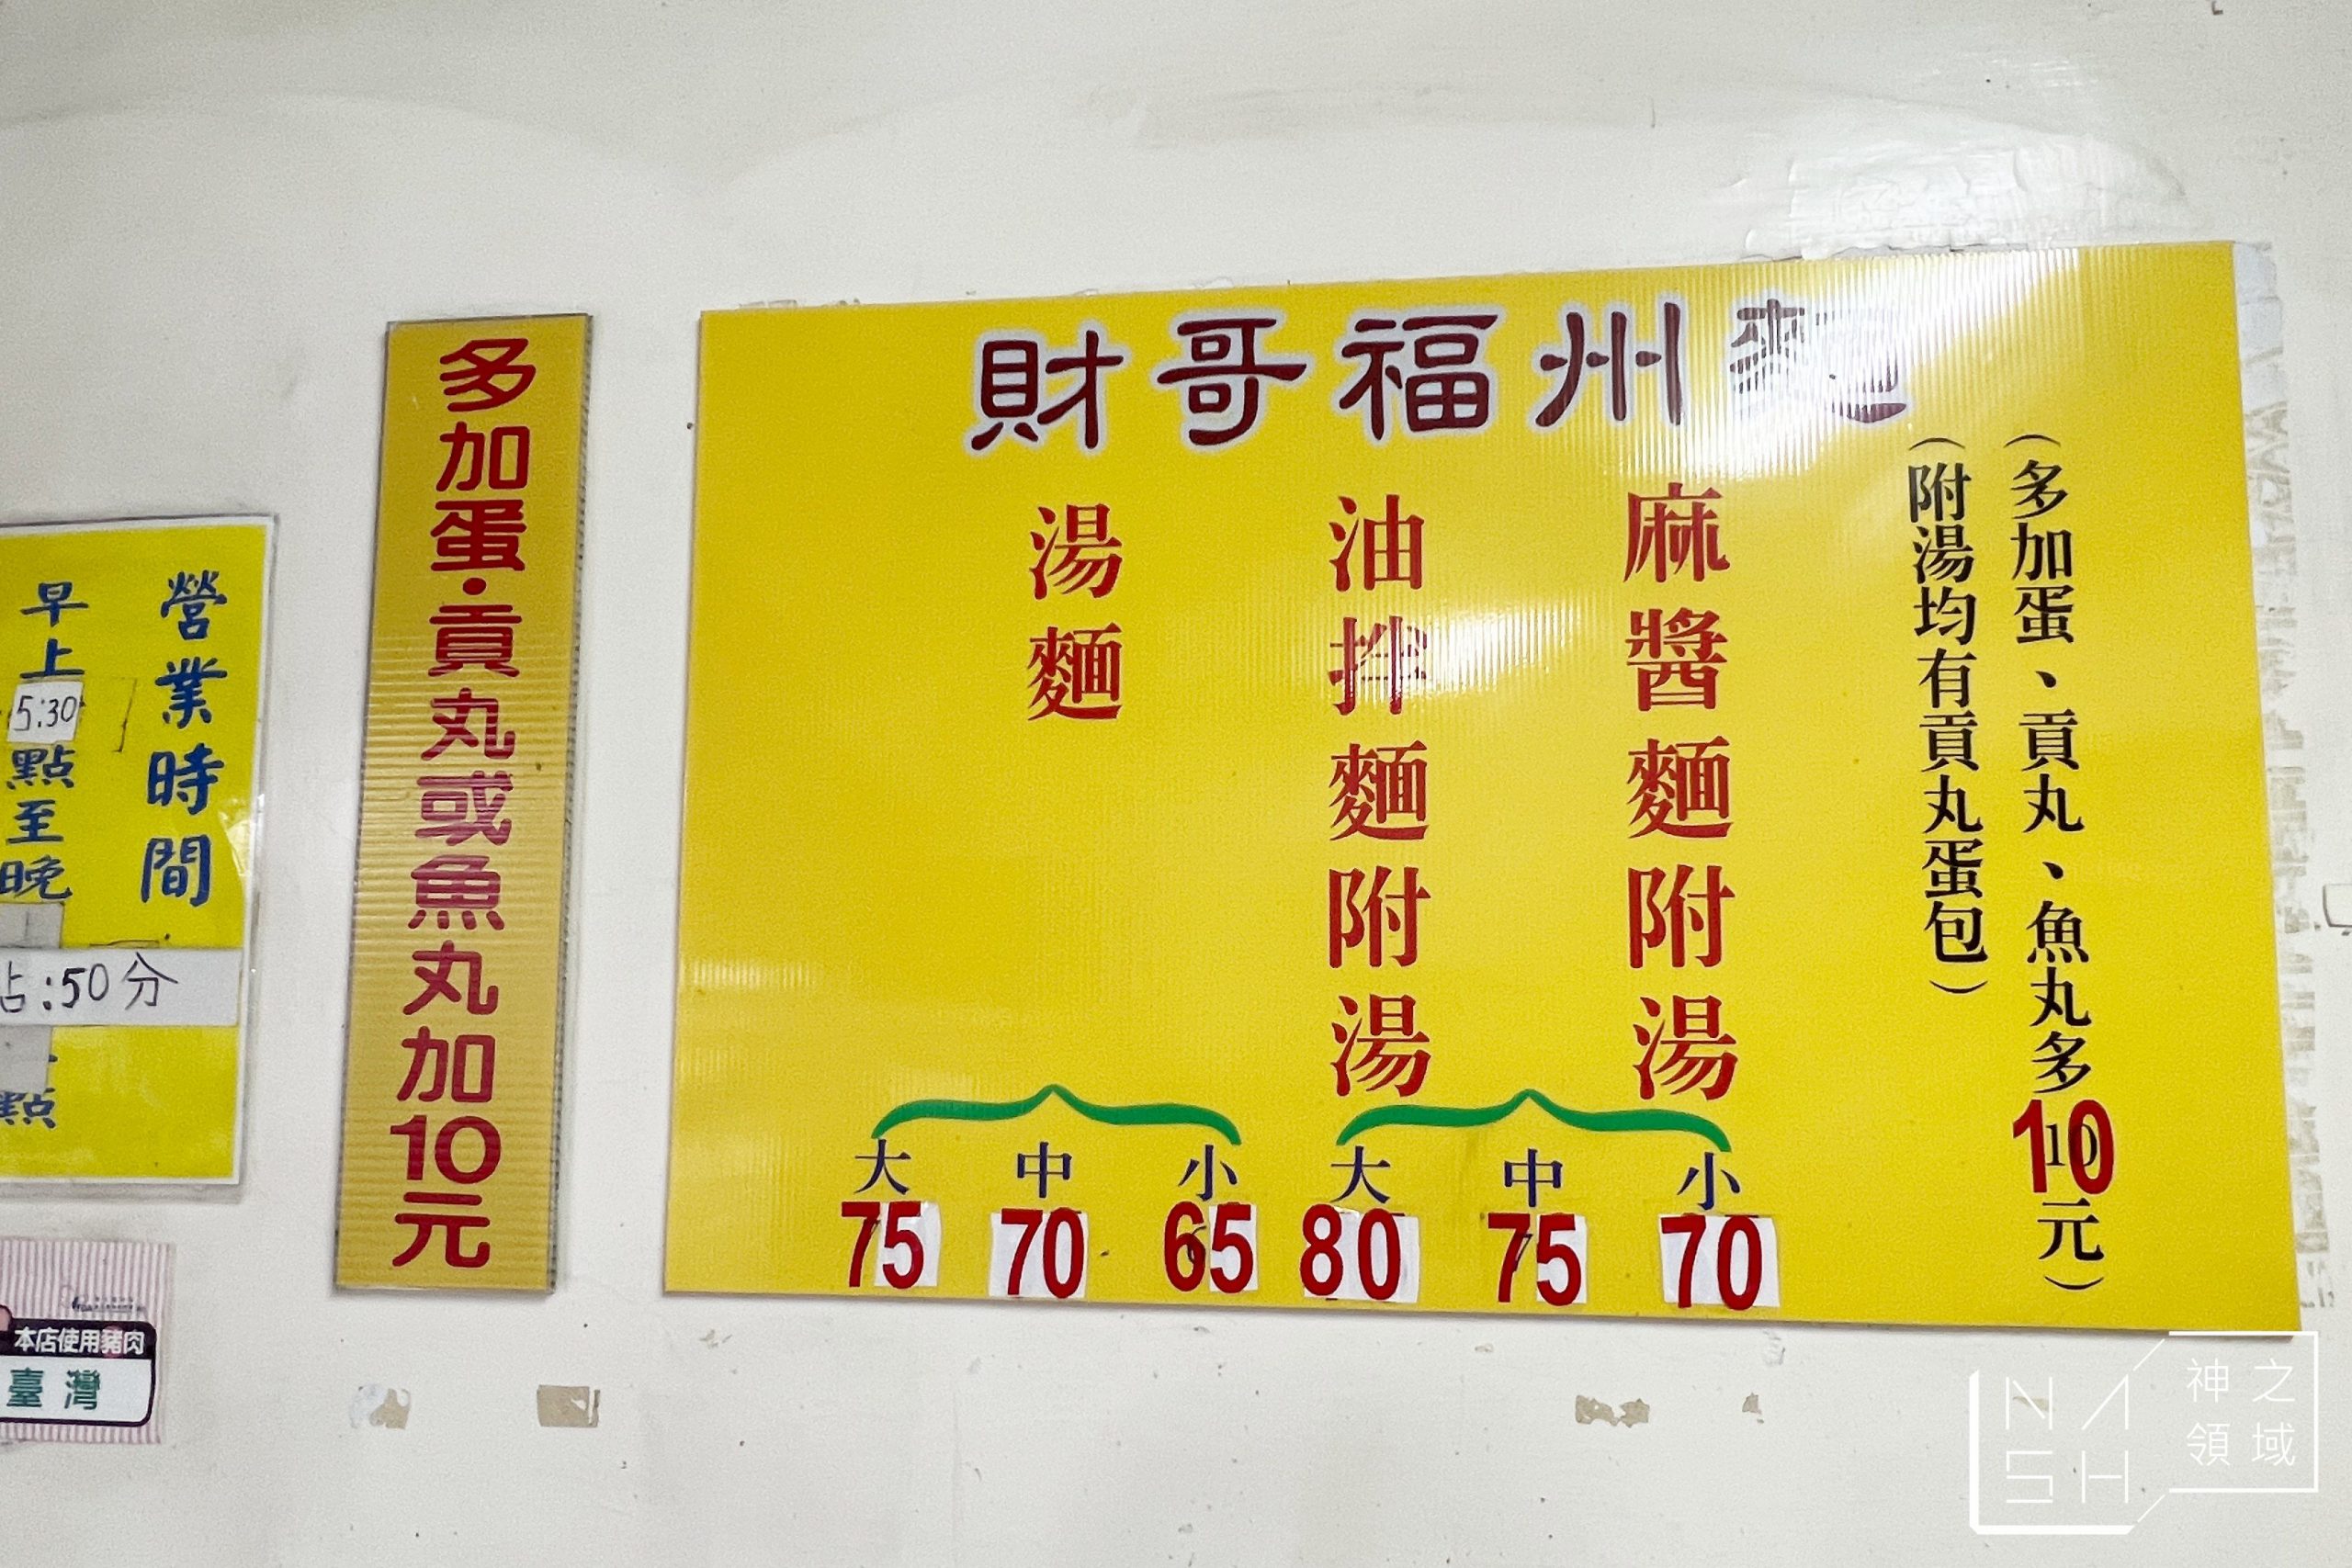 財哥福州麵
（多加蛋、貢丸、魚丸多10元）
（附湯均有貢丸蛋包）
麻醬麵附湯
油拌麵附湯
湯麵
大 中 小 大 中 小
75 70 65 80 75 70
多加蛋·貢丸或魚丸加10元
營業時間
早上5:30點至晚
:50分
點
本店使用豬肉
臺灣
NASH
神之
領域